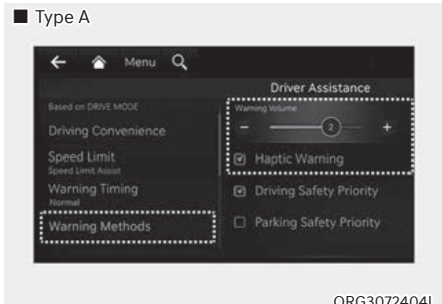 ■ Type A
Menu
Driver Assistance
Based on DRIVE MODE
Driving Convenience
Speed Limit
Speed Limit Assist
Warning Timing
Normal
Warning Methods
Warning Volume
- 2 +
Haptic Warning
Driving Safety Priority
Parking Safety Priority
ORG3072404L